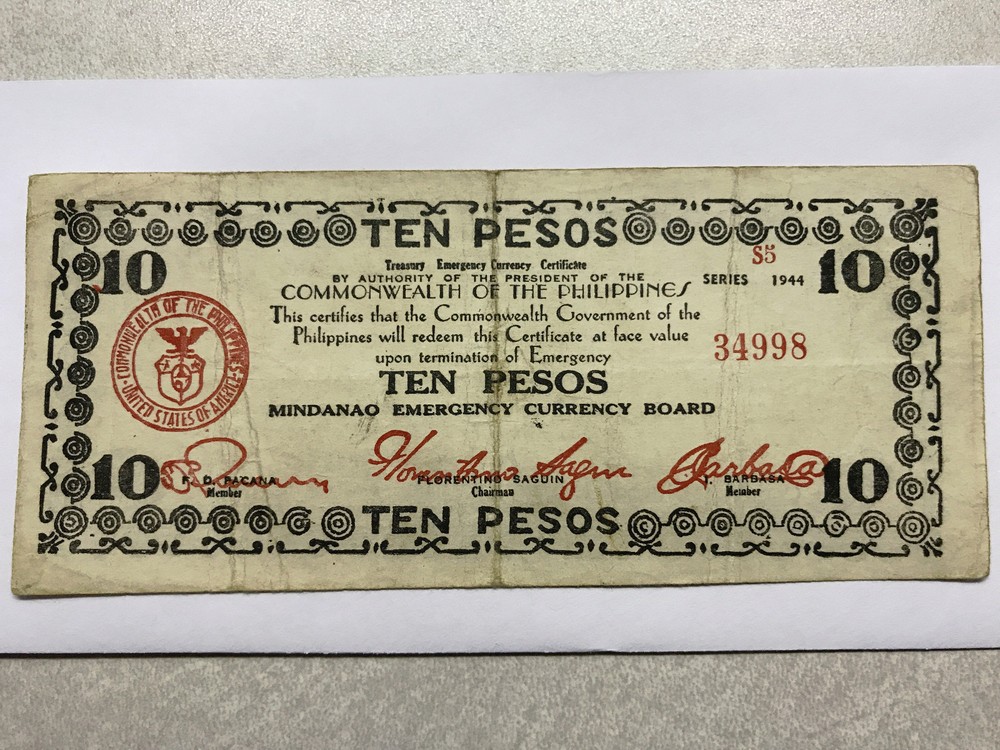 TEN PESOS
10
10
Treasury Emergency Currency Certificate
S5
BY AUTHORITY OF THE PRESIDENT OF THE
SERIES 1944
COMMONWEALTH OF THE PHILIPPINES
This certifies that the Commonwealth Government of the
Philippines will redeem this Certificate at face value
upon termination of Emergency
34998
COMMONWEALTH OF THE PHILIPPINES
UNITED STATES OF AMERICA
TEN PESOS
MINDANAO EMERGENCY CURRENCY BOARD
10
Florentino Saguin
J Barbasa
10
F. D. PACANA
FLORENTINO SAGUIN
J. BARBASA
Member
Chairman
Member
TEN PESOS